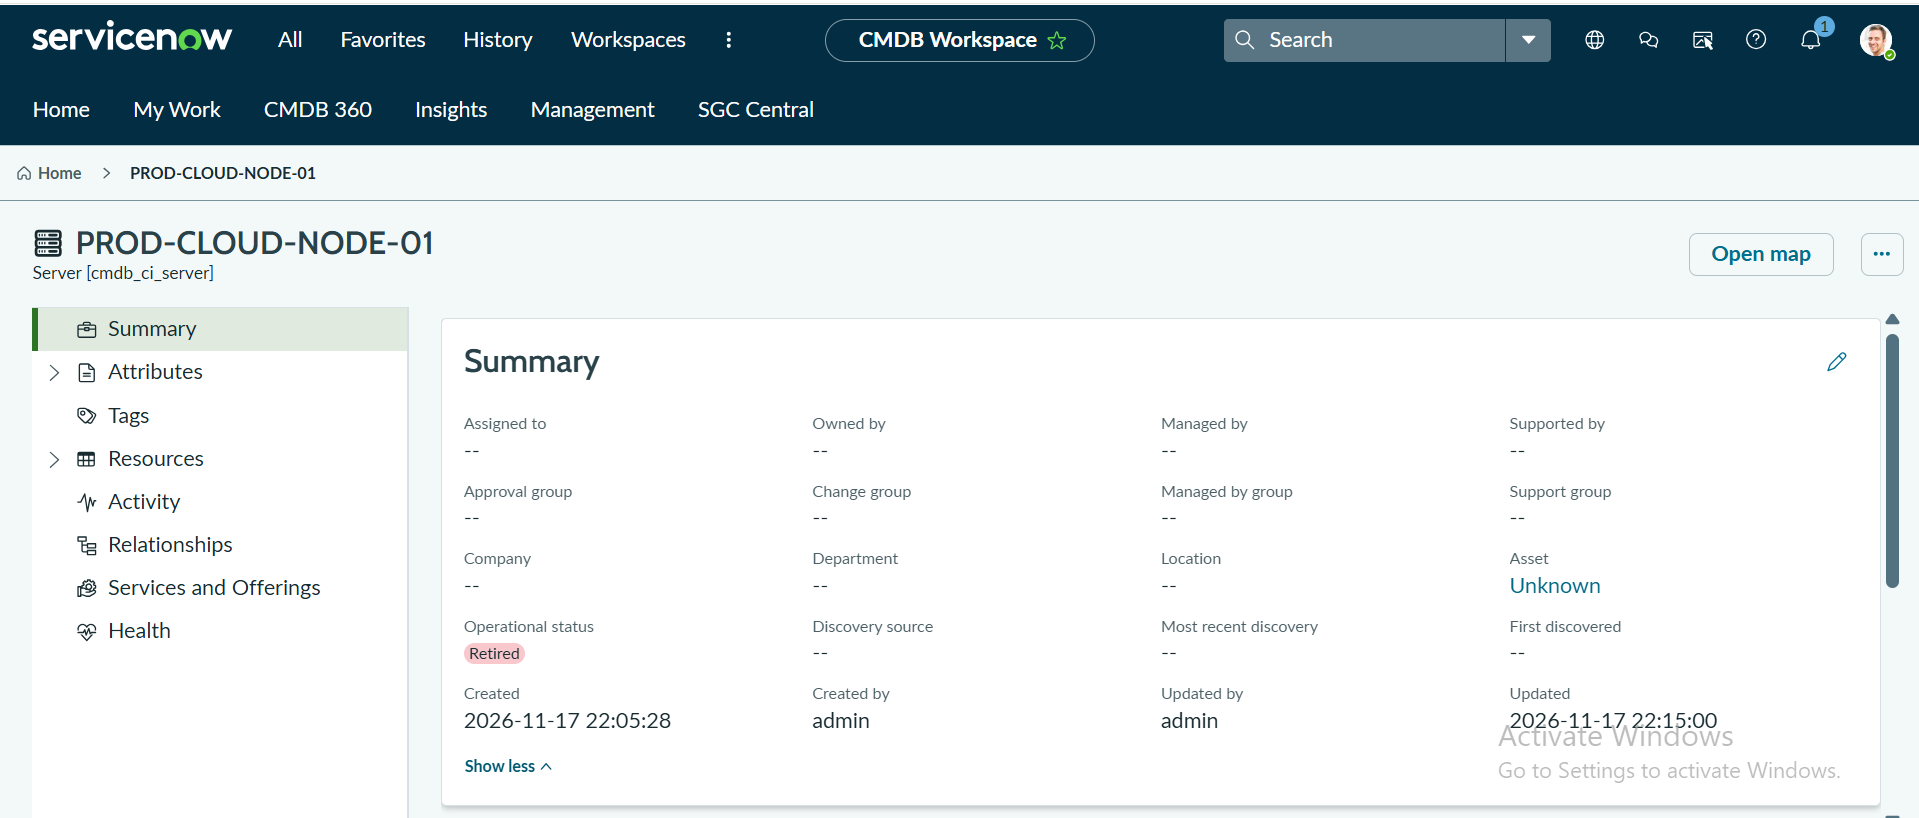 servicenow All Favorites History Workspaces CMDB Workspace Search 1
Home My Work CMDB 360 Insights Management SGC Central
Home > PROD-CLOUD-NODE-01
PROD-CLOUD-NODE-01
Server [cmdb_ci_server]
Open map
Summary
Attributes
Tags
Resources
Activity
Relationships
Services and Offerings
Health
Summary
Assigned to Owned by Managed by Supported by
-- -- -- --
Approval group Change group Managed by group Support group
-- -- -- --
Company Department Location Asset
-- -- -- Unknown
Operational status Discovery source Most recent discovery First discovered
Retired -- -- --
Created Created by Updated by Updated
2026-11-17 22:05:28 admin admin 2026-11-17 22:15:00
Show less
Activate Windows
Go to Settings to activate Windows.